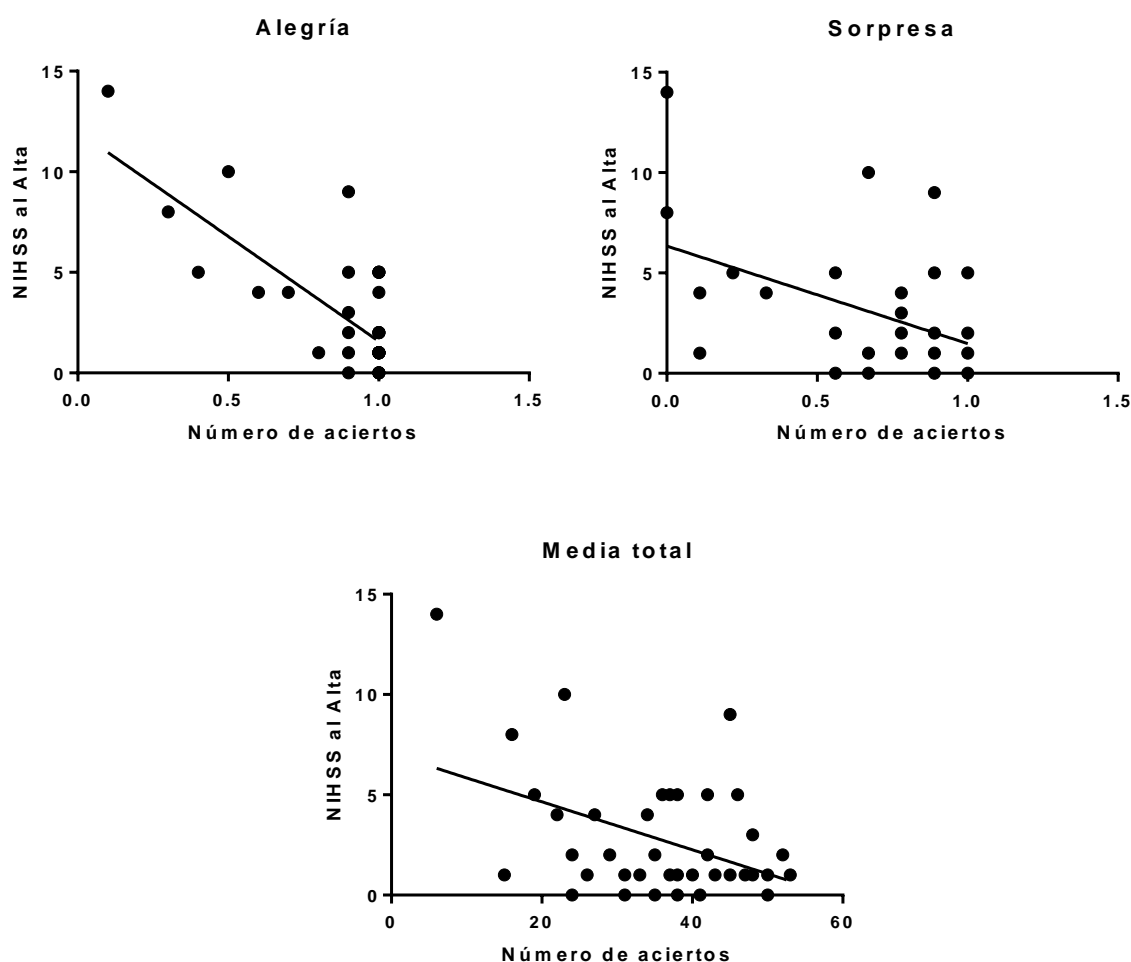 Alegría
15
10
5
0
NIHSS al Alta
0.0 0.5 1.0 1.5
Número de aciertos
Sorpresa
15
10
5
0
NIHSS al Alta
0.0 0.5 1.0 1.5
Número de aciertos
Media total
15
10
5
0
NIHSS al Alta
0 20 40 60
Número de aciertos